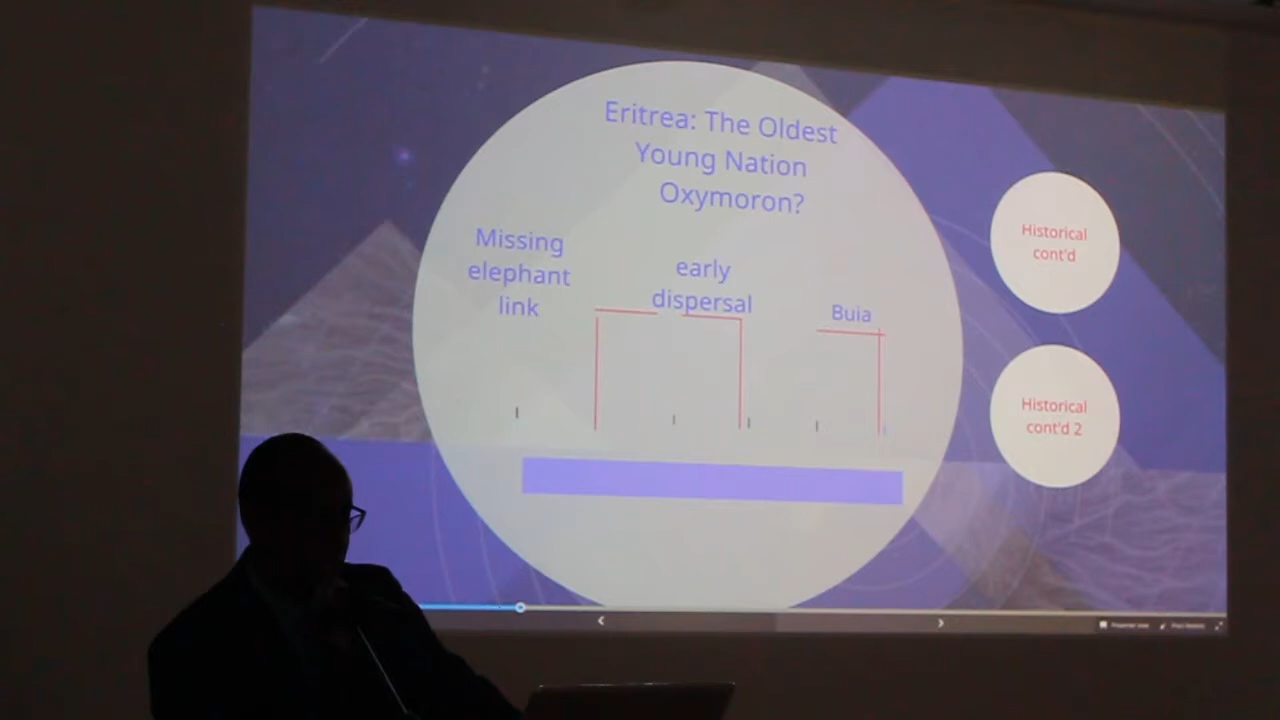 Eritrea: The Oldest
Young Nation
Oxymoron?
Missing
elephant
link
early
dispersal
Buia
Historical
cont'd
Historical
cont'd 2